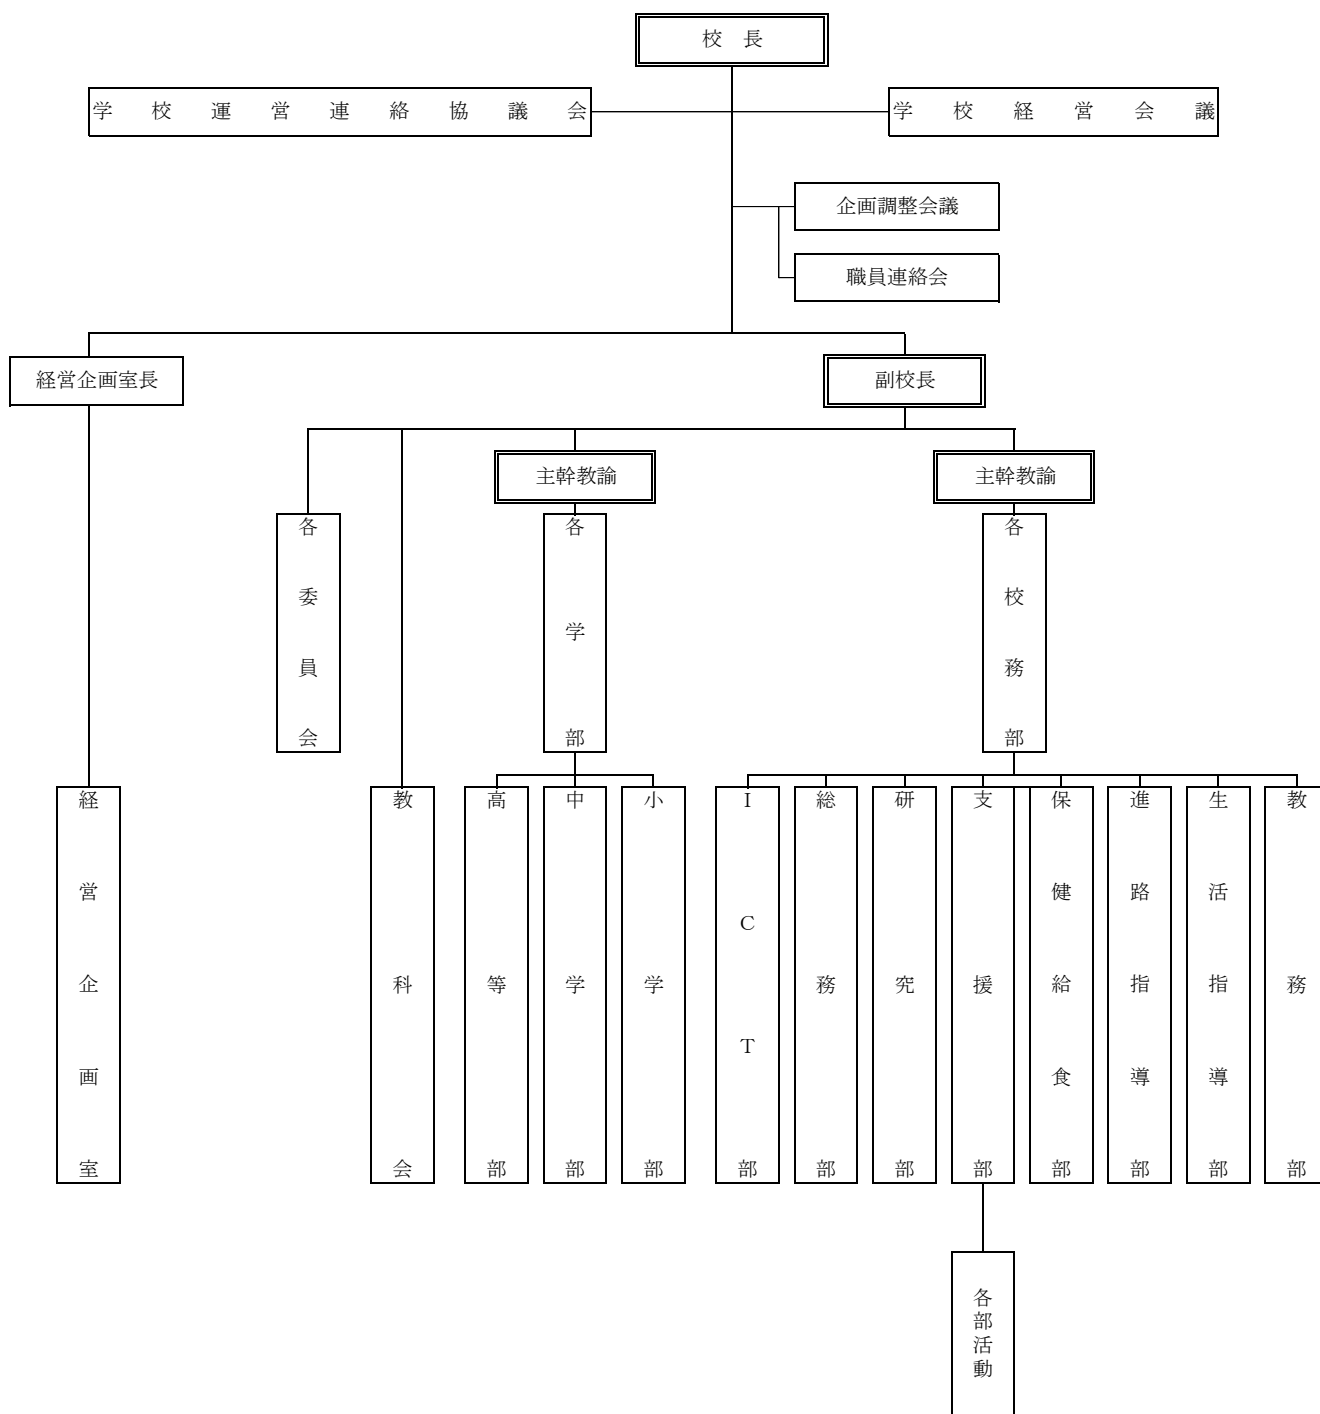 校　長
学校運営連絡協議会
学校経営会議
企画調整会議
職員連絡会
経営企画室長
副校長
主幹教諭
主幹教諭
各委員会
各学部
各校務部
経営企画室
教科会
高等部
中学部
小学部
ICT部
総務部
研究部
支援部
保健給食部
進路指導部
生活指導部
教務部
各部活動